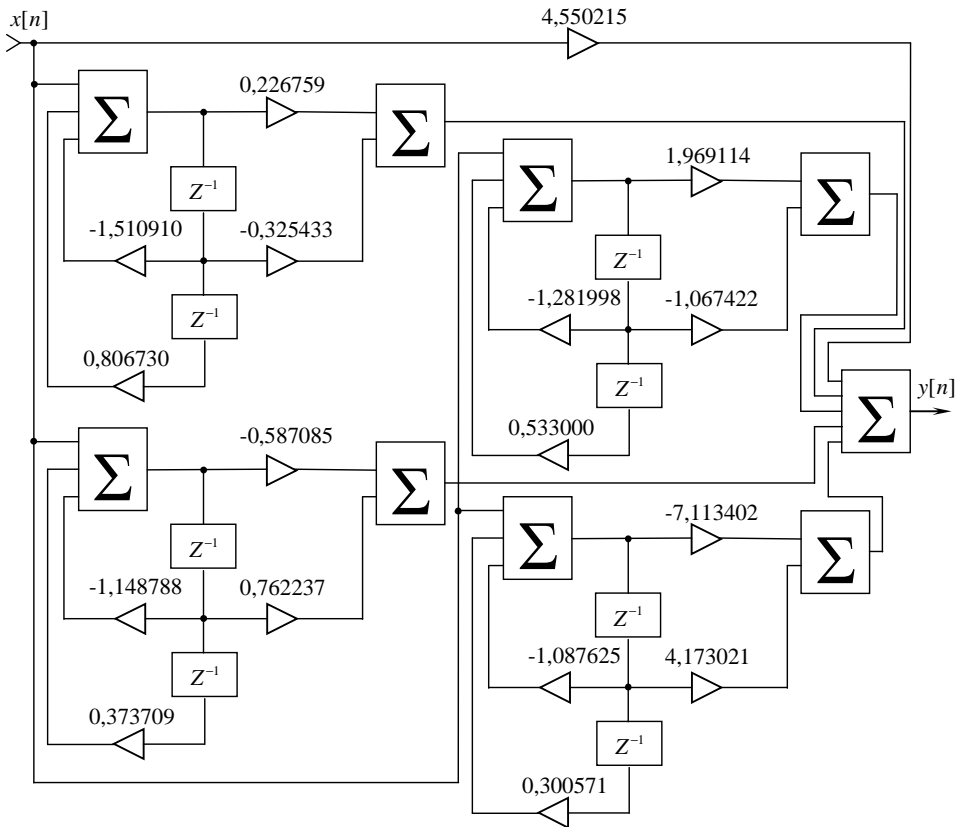 x[n]
4,550215
Σ
0,226759
Σ
Z⁻¹
-1,510910
-0,325433
Z⁻¹
0,806730
Σ
1,969114
Σ
Z⁻¹
-1,281998
-1,067422
Z⁻¹
0,533000
Σ
y[n]
Σ
-0,587085
Σ
Z⁻¹
-1,148788
0,762237
Z⁻¹
0,373709
Σ
-7,113402
Σ
Z⁻¹
-1,087625
4,173021
Z⁻¹
0,300571